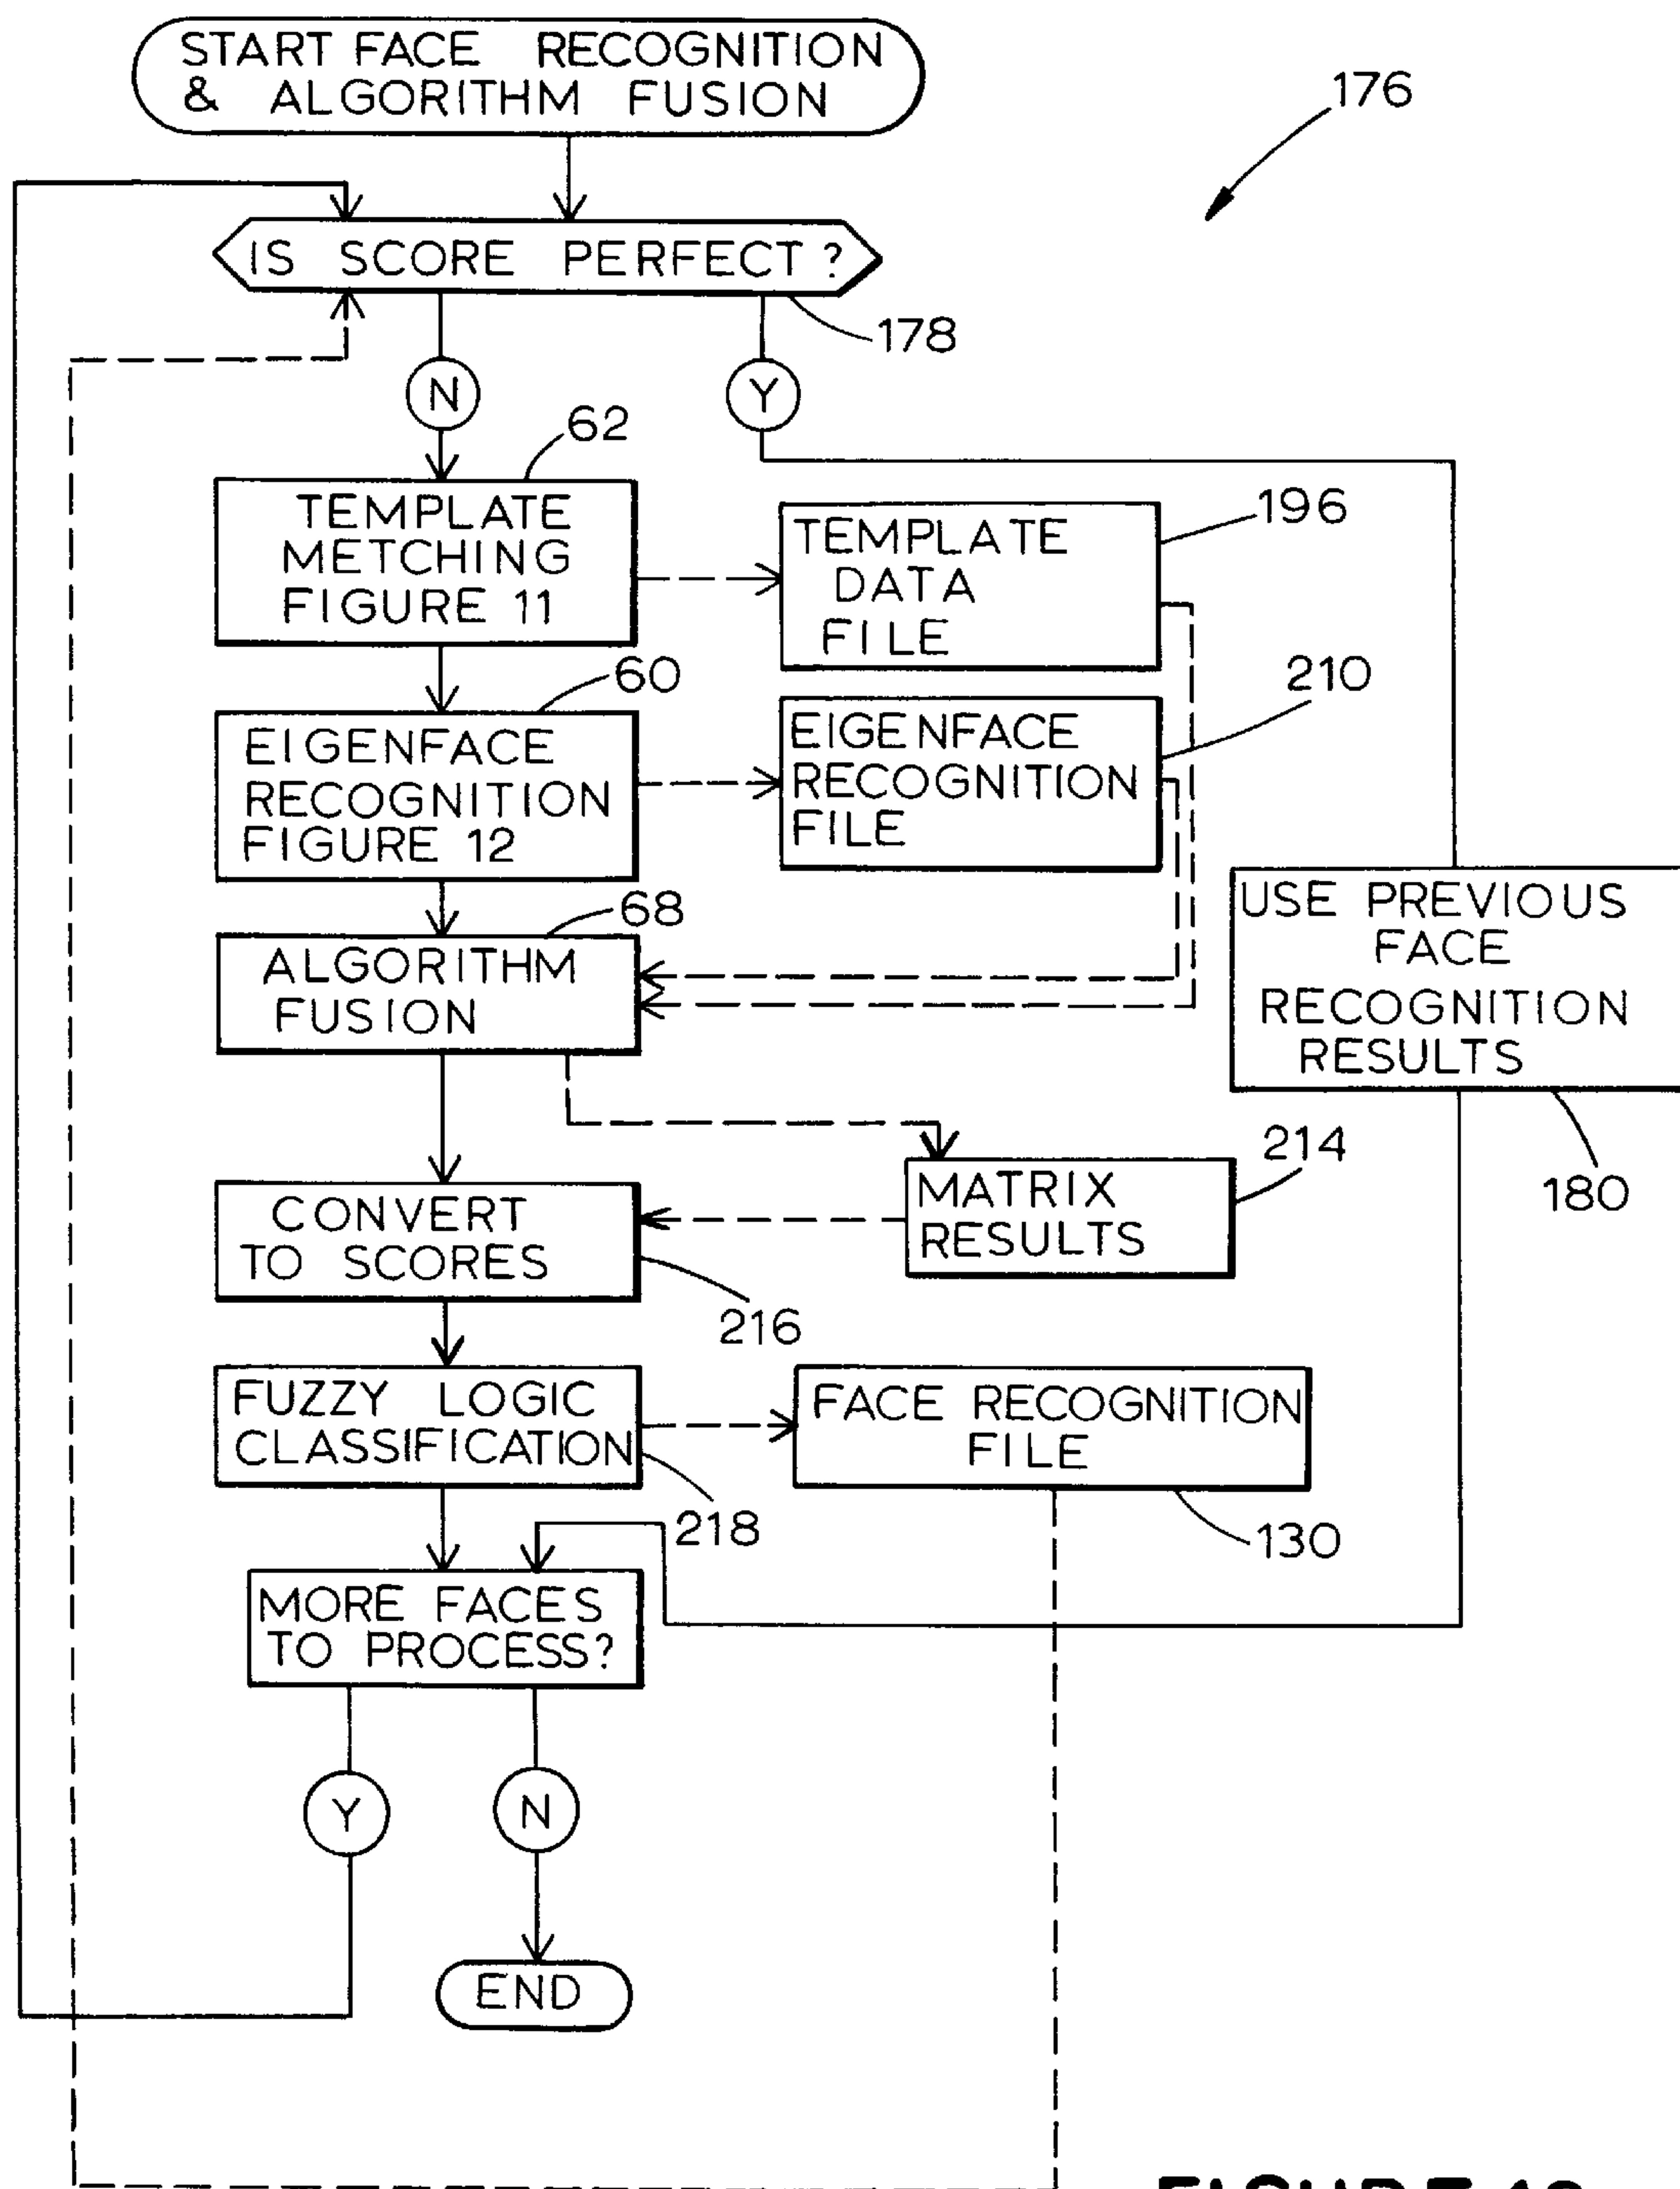 START FACE RECOGNITION
& ALGORITHM FUSION
176
IS SCORE PERFECT?
178
N
Y
62
TEMPLATE
METCHING
FIGURE 11
196
TEMPLATE
DATA
FILE
60
EIGENFACE
RECOGNITION
FIGURE 12
210
EIGENFACE
RECOGNITION
FILE
68
ALGORITHM
FUSION
USE PREVIOUS
FACE
RECOGNITION
RESULTS
180
214
MATRIX
RESULTS
CONVERT
TO SCORES
216
FUZZY LOGIC
CLASSIFICATION
218
FACE RECOGNITION
FILE
130
MORE FACES
TO PROCESS?
Y
N
END
FIGURE